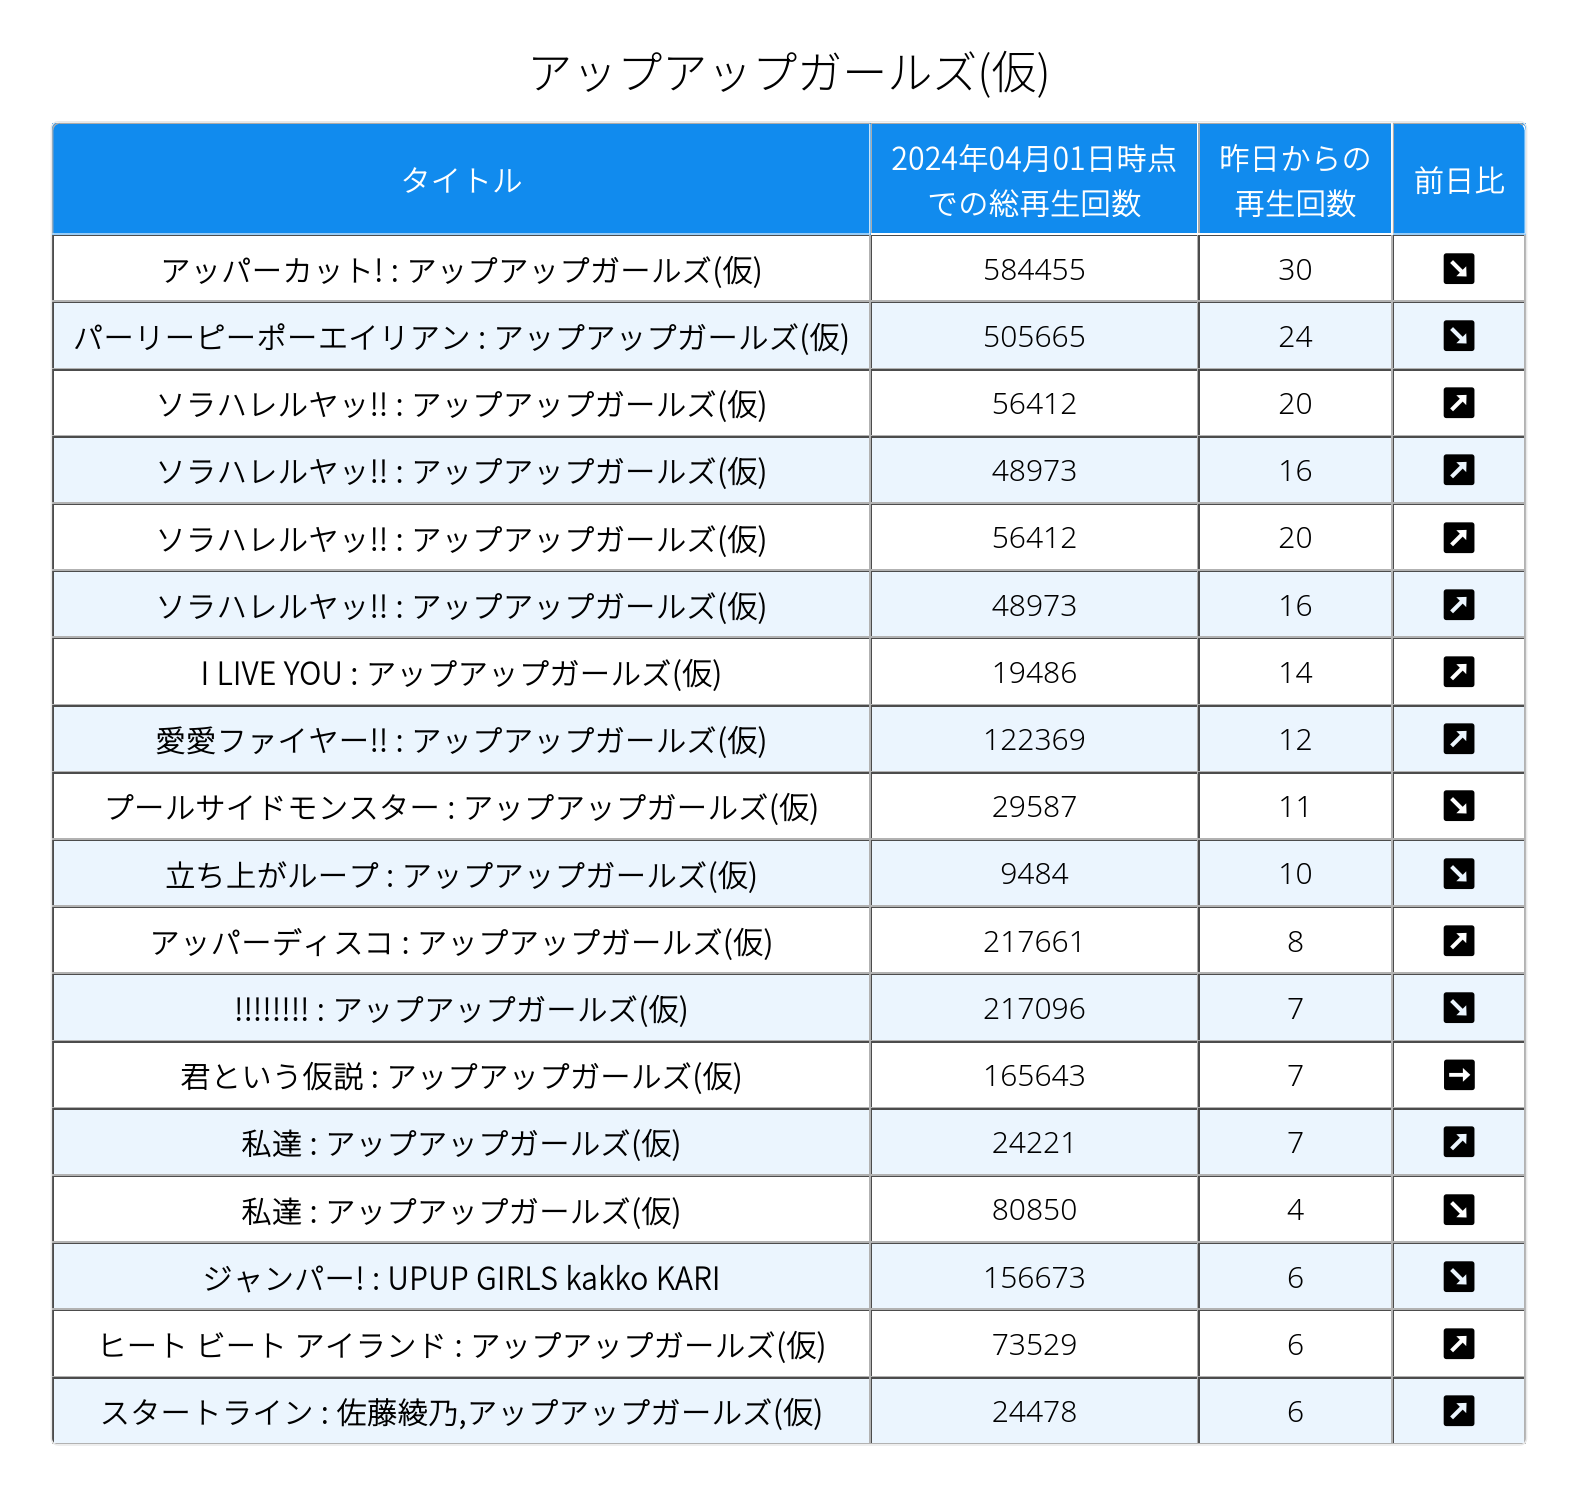 アップアップガールズ(仮)
タイトル 2024年04月01日時点での総再生回数 昨日からの再生回数 前日比
アッパーカット! : アップアップガールズ(仮) 584455 30 ↘
パーリーピーポーエイリアン : アップアップガールズ(仮) 505665 24 ↘
ソラハレルヤッ!! : アップアップガールズ(仮) 56412 20 ↗
ソラハレルヤッ!! : アップアップガールズ(仮) 48973 16 ↗
ソラハレルヤッ!! : アップアップガールズ(仮) 56412 20 ↗
ソラハレルヤッ!! : アップアップガールズ(仮) 48973 16 ↗
I LIVE YOU : アップアップガールズ(仮) 19486 14 ↗
愛愛ファイヤー!! : アップアップガールズ(仮) 122369 12 ↗
プールサイドモンスター : アップアップガールズ(仮) 29587 11 ↘
立ち上がループ : アップアップガールズ(仮) 9484 10 ↘
アッパーディスコ : アップアップガールズ(仮) 217661 8 ↗
!!!!!!!! : アップアップガールズ(仮) 217096 7 ↘
君という仮説 : アップアップガールズ(仮) 165643 7 →
私達 : アップアップガールズ(仮) 24221 7 ↗
私達 : アップアップガールズ(仮) 80850 4 ↘
ジャンパー! : UPUP GIRLS kakko KARI 156673 6 ↘
ヒート ビート アイランド : アップアップガールズ(仮) 73529 6 ↗
スタートライン : 佐藤綾乃,アップアップガールズ(仮) 24478 6 ↗